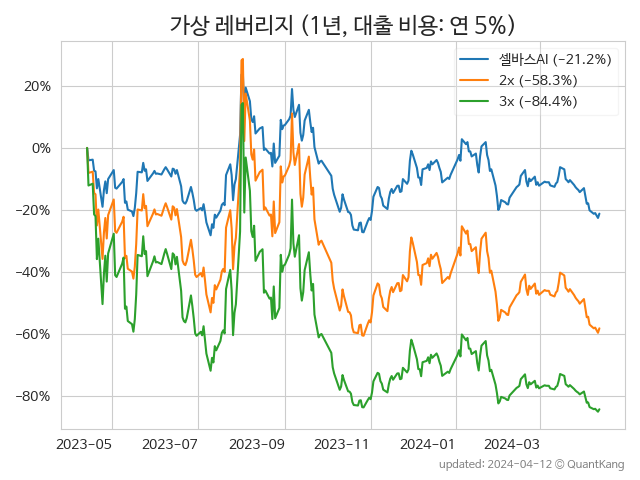 가상 레버리지 (1년, 대출 비용: 연 5%)
셀바스AI (−21.2%)
2x (−58.3%)
3x (−84.4%)
20%
0%
−20%
−40%
−60%
−80%
2023-05 2023-07 2023-09 2023-11 2024-01 2024-03
updated: 2024-04-12 © QuantKang